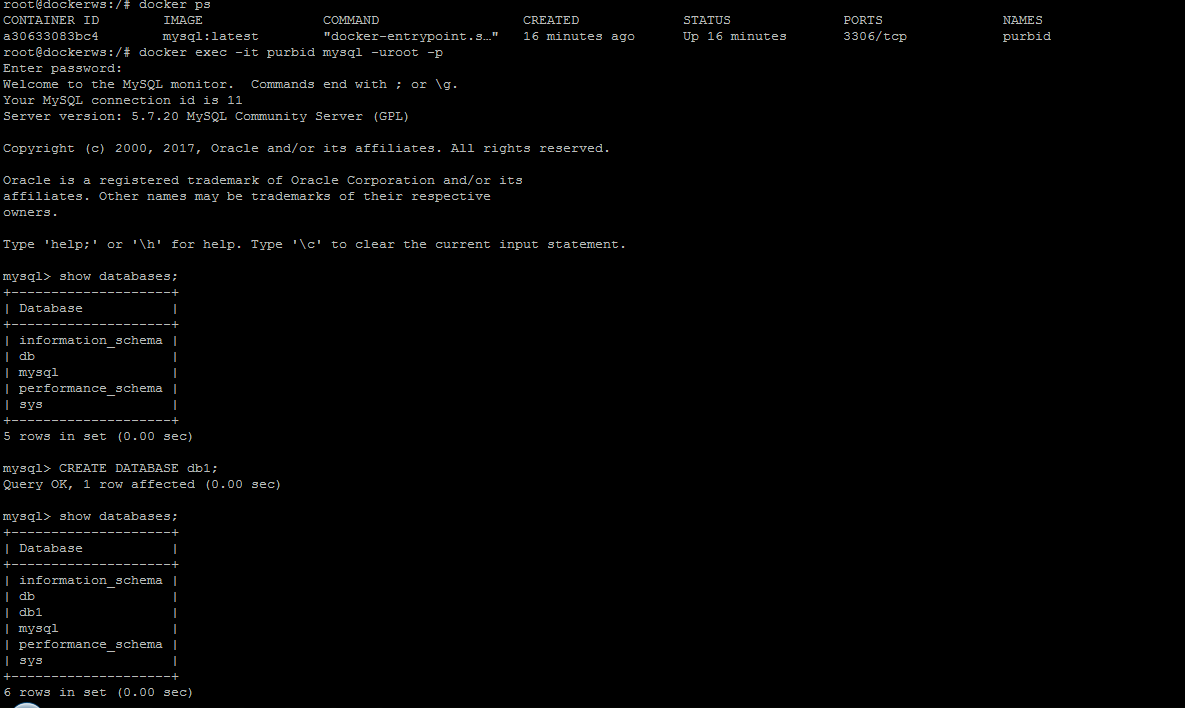 root@dockerws:/# docker ps
CONTAINER ID        IMAGE               COMMAND                  CREATED             STATUS              PORTS               NAMES
a30633083bc4        mysql:latest        "docker-entrypoint.s…"   16 minutes ago      Up 16 minutes       3306/tcp            purbid
root@dockerws:/# docker exec -it purbid mysql -uroot -p
Enter password:
Welcome to the MySQL monitor.  Commands end with ; or \g.
Your MySQL connection id is 11
Server version: 5.7.20 MySQL Community Server (GPL)

Copyright (c) 2000, 2017, Oracle and/or its affiliates. All rights reserved.

Oracle is a registered trademark of Oracle Corporation and/or its
affiliates. Other names may be trademarks of their respective
owners.

Type 'help;' or '\h' for help. Type '\c' to clear the current input statement.

mysql> show databases;
+--------------------+
| Database           |
+--------------------+
| information_schema |
| db                 |
| mysql              |
| performance_schema |
| sys                |
+--------------------+
5 rows in set (0.00 sec)

mysql> CREATE DATABASE db1;
Query OK, 1 row affected (0.00 sec)

mysql> show databases;
+--------------------+
| Database           |
+--------------------+
| information_schema |
| db                 |
| db1                |
| mysql              |
| performance_schema |
| sys                |
+--------------------+
6 rows in set (0.00 sec)